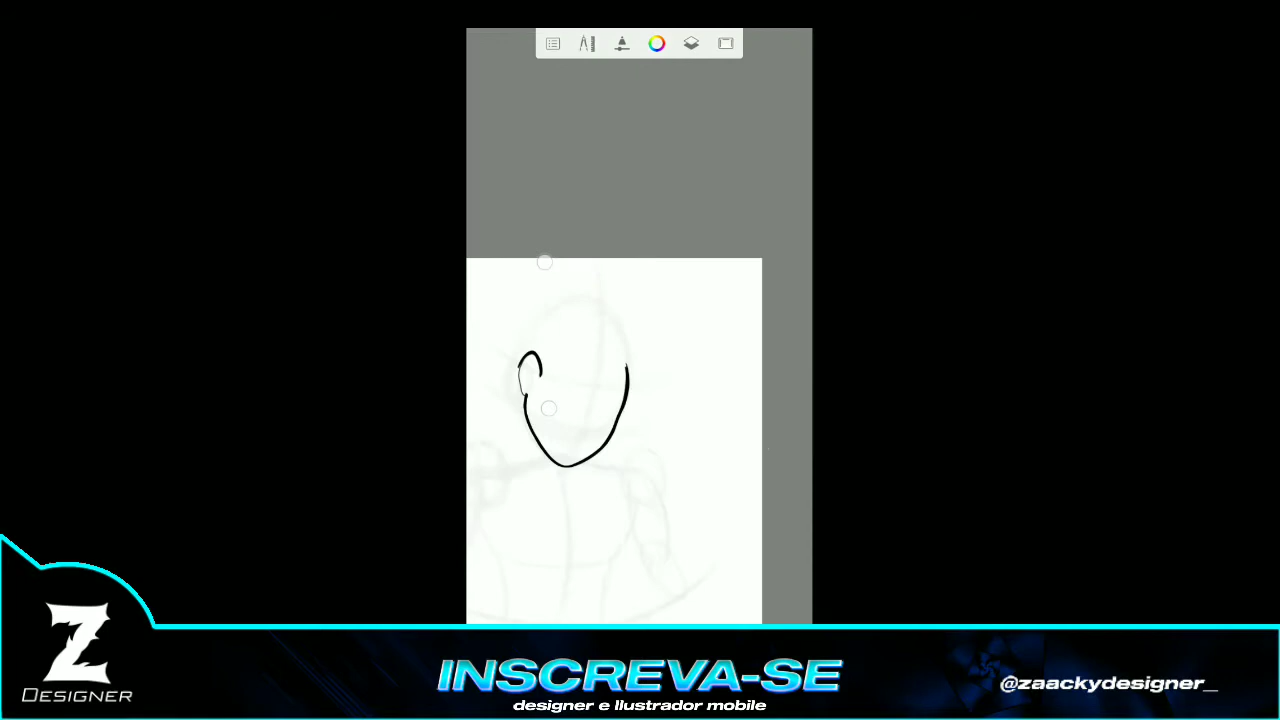 Z
DESIGNER
INSCREVA-SE
designer e Ilustrador mobile
@zaackydesigner_